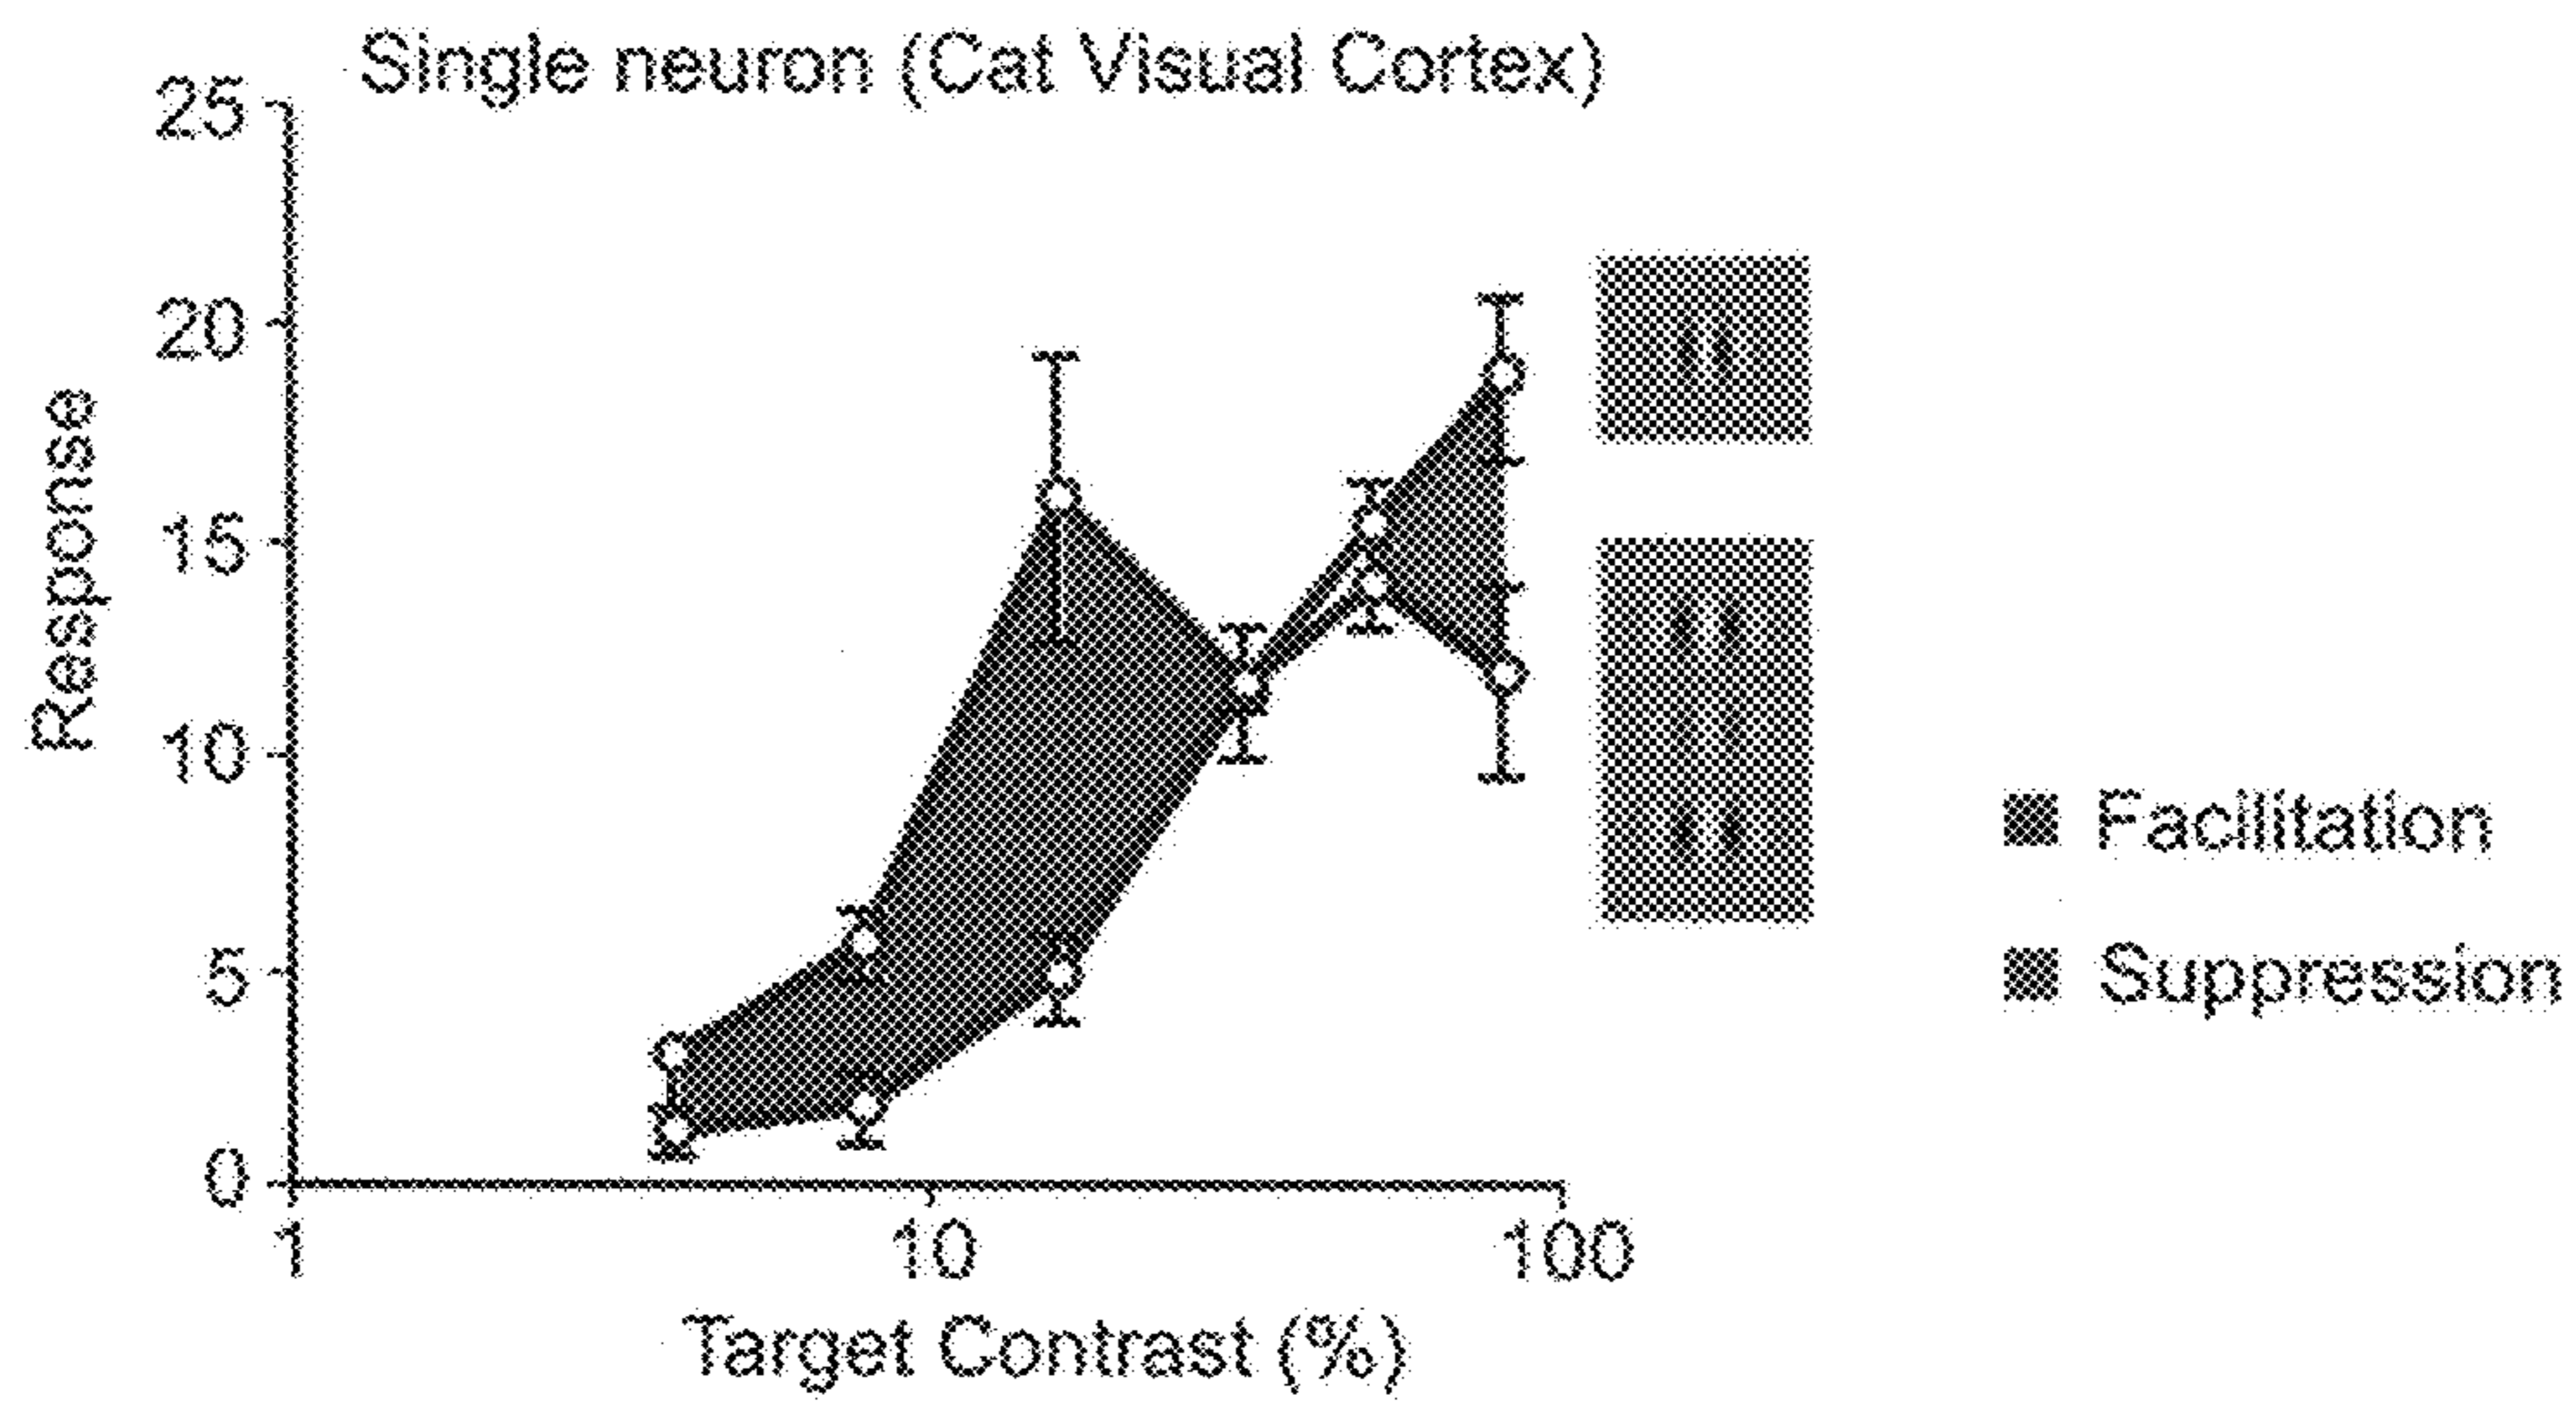 Single neuron (Cat Visual Cortex)
25
20
15
10
5
0
Response
1
10
100
Target Contrast (%)
Facilitation
Suppression